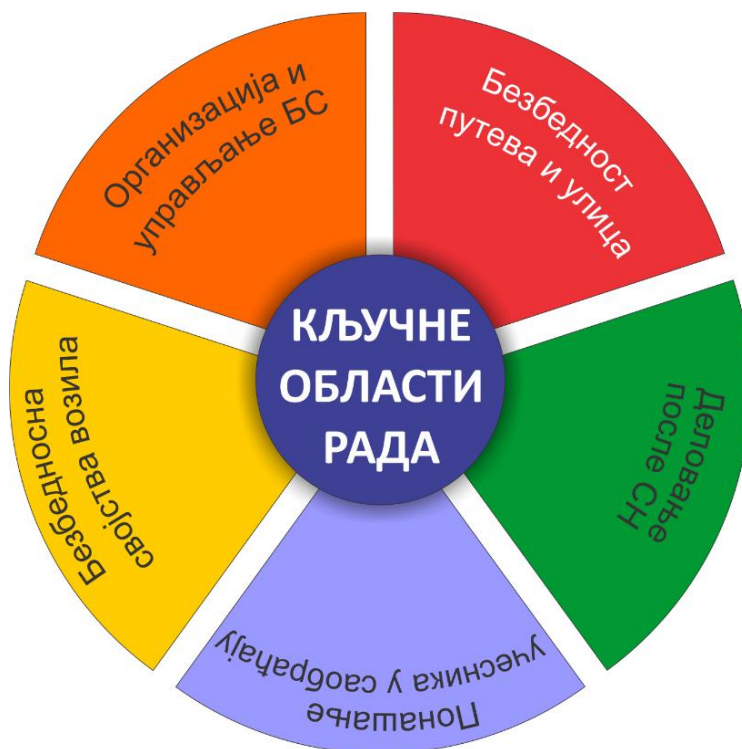 КЉУЧНЕ
ОБЛАСТИ
РАДА
Организација и
управљање БС
Безбедност
путева и улица
Деловање
после СН
Понашање
учесника у саобраћају
Безбедносна
својства возила